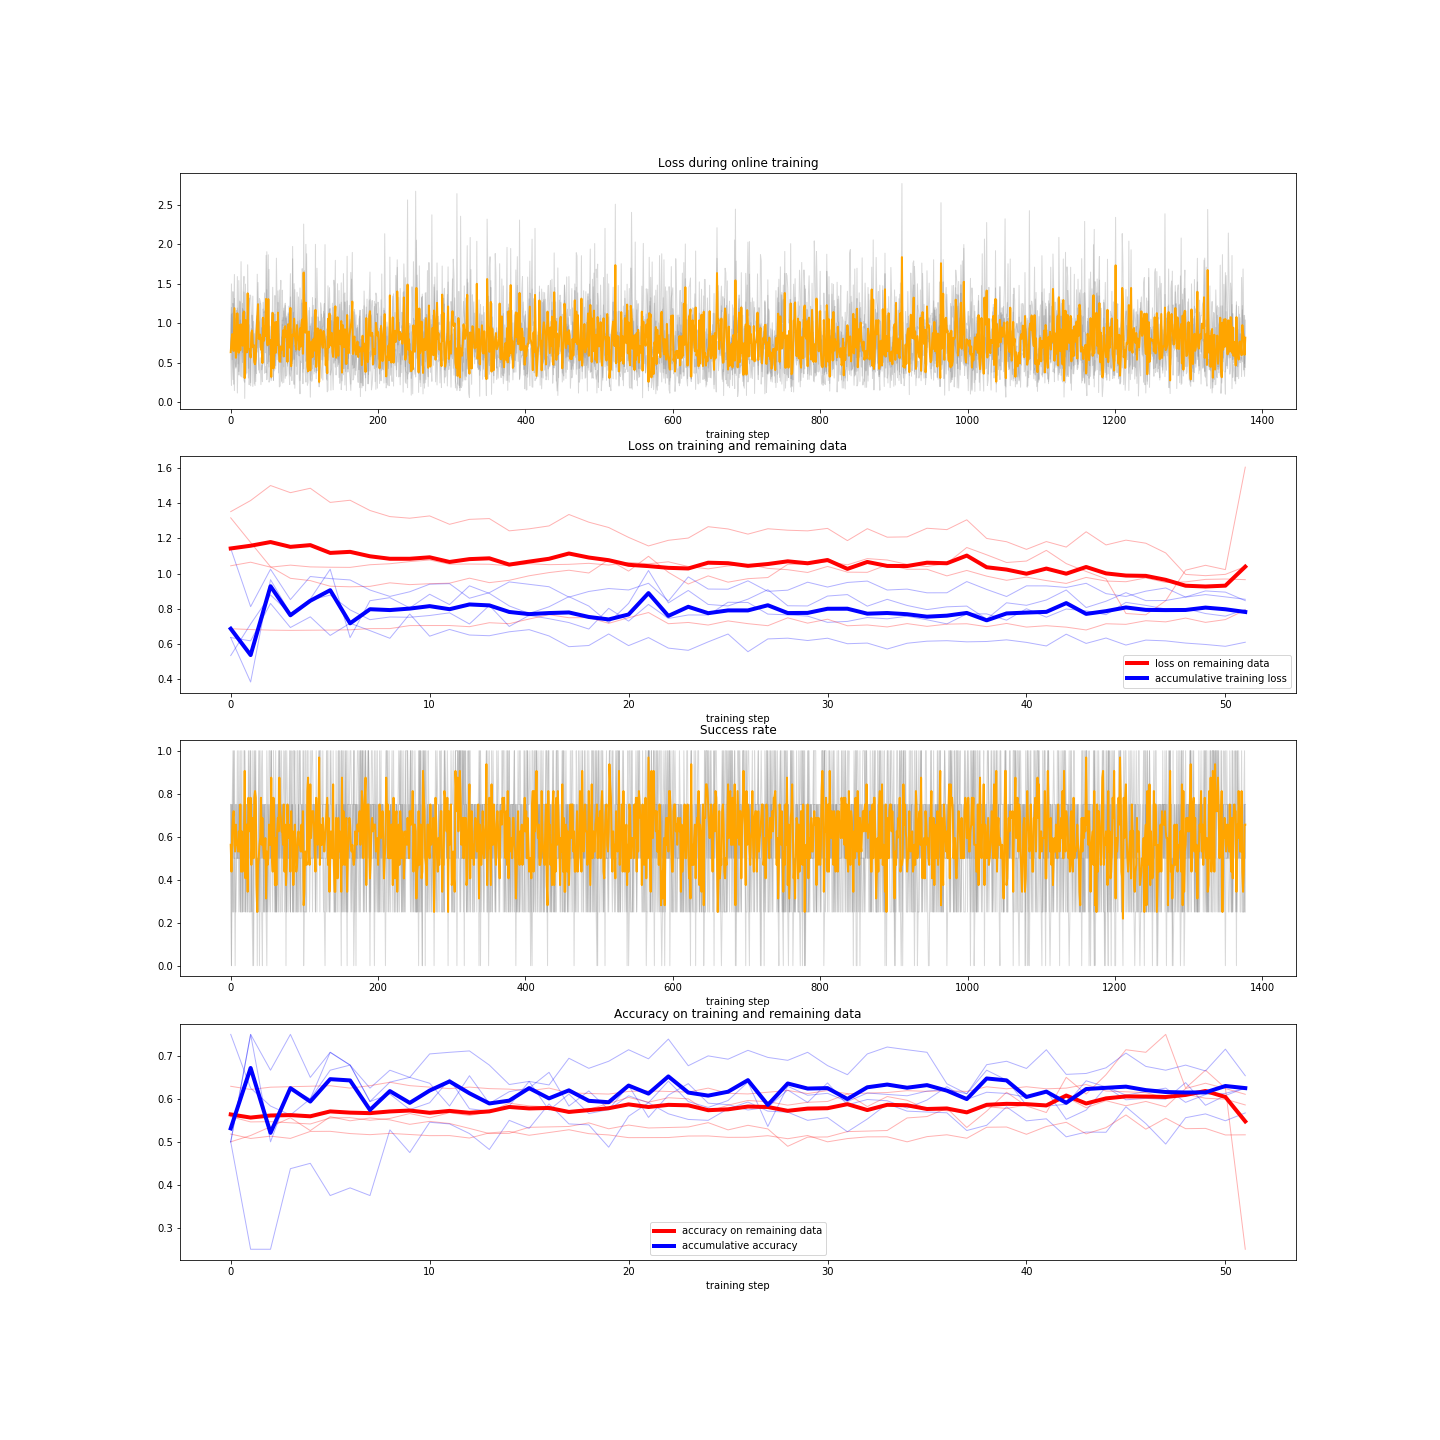 Loss during online training
2.5
2.0
1.5
1.0
0.5
0.0
0 200 400 600 800 1000 1200 1400
training step
Loss on training and remaining data
1.6
1.4
1.2
1.0
0.8
0.6
0.4
loss on remaining data
accumulative training loss
0 10 20 30 40 50
training step
Success rate
1.0
0.8
0.6
0.4
0.2
0.0
0 200 400 600 800 1000 1200 1400
training step
Accuracy on training and remaining data
0.7
0.6
0.5
0.4
0.3
accuracy on remaining data
accumulative accuracy
0 10 20 30 40 50
training step